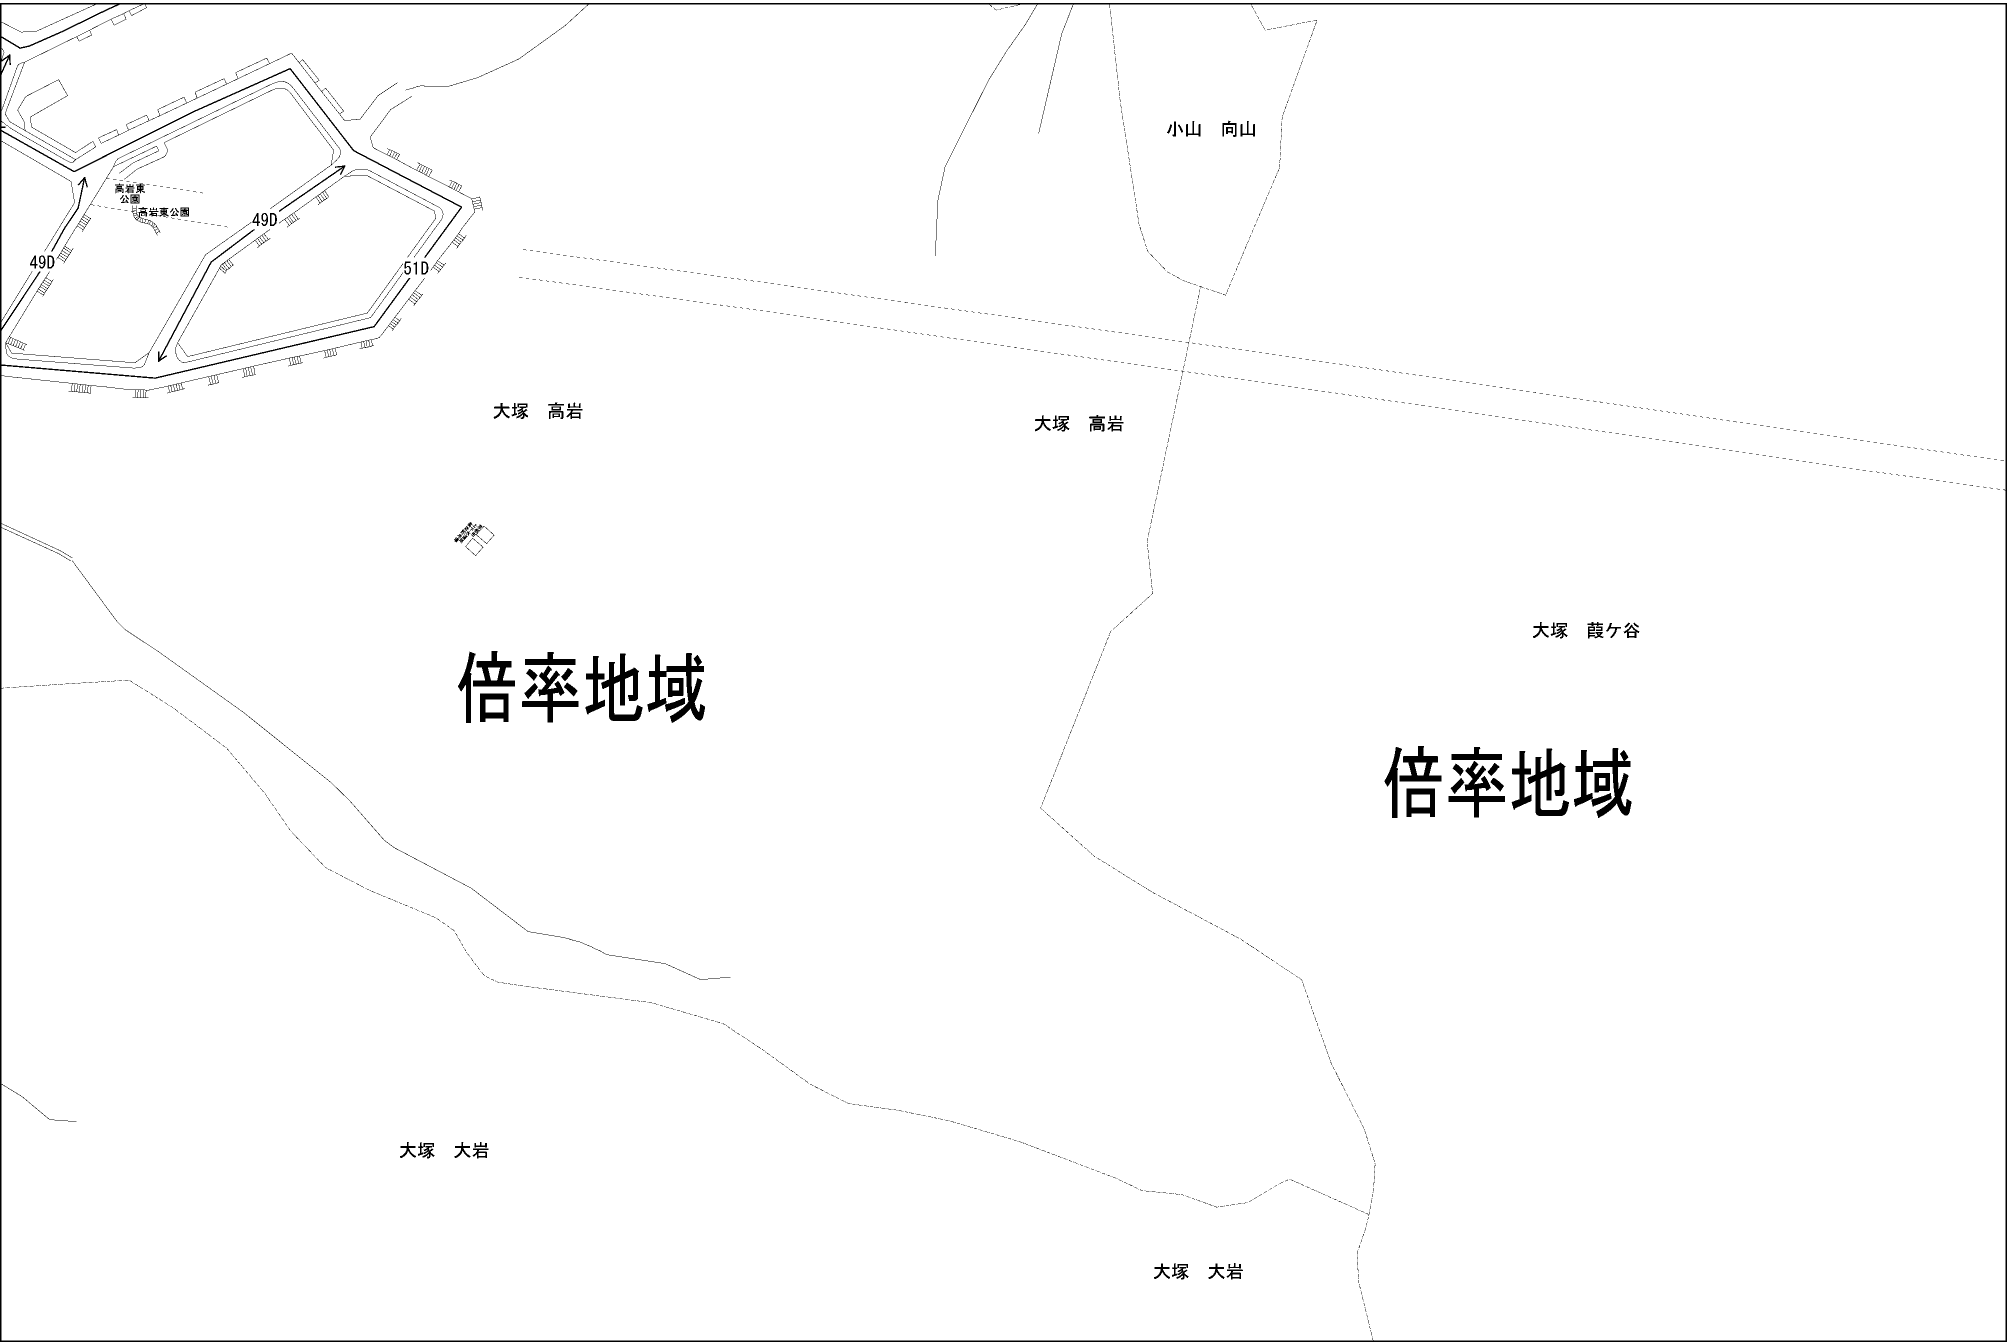 小山　向山
高岩東
公園
高岩東公園
49D
49D
51D
大塚　高岩
大塚　高岩
大塚　葭ケ谷
倍率地域
倍率地域
大塚　大岩
大塚　大岩